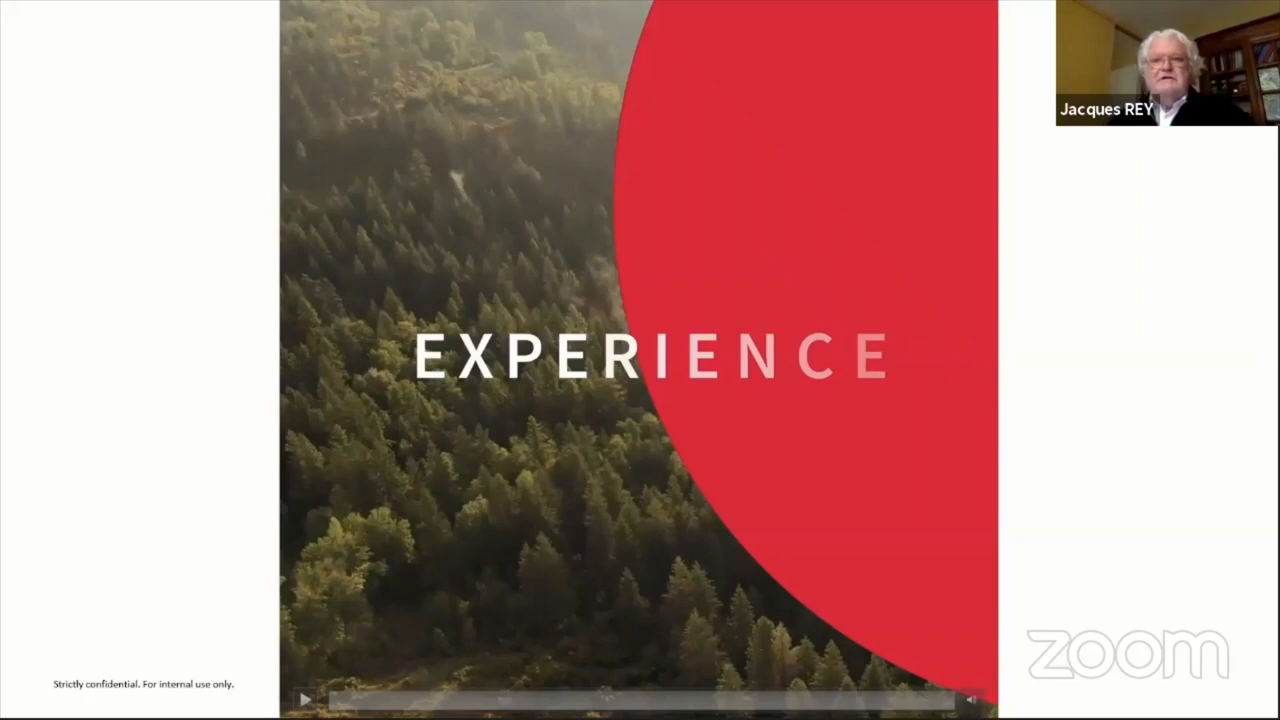 Jacques REY
EXPERIENCE
zoom
Strictly confidential. For internal use only.